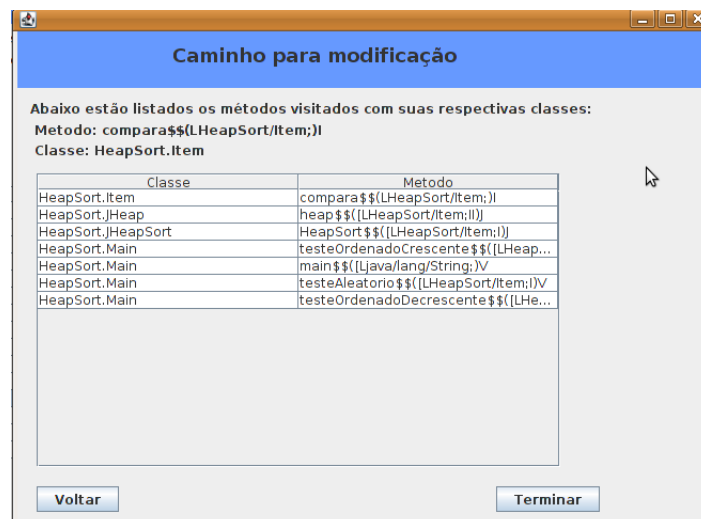 Caminho para modificação
Abaixo estão listados os métodos visitados com suas respectivas classes:
Metodo: compara$$(LHeapSort/Item;)I
Classe: HeapSort.Item
Classe Metodo
HeapSort.Item compara$$(LHeapSort/Item;)I
HeapSort.JHeap heap$$([LHeapSort/Item;II)J
HeapSort.JHeapSort HeapSort$$([LHeapSort/Item;I)J
HeapSort.Main testeOrdenadoCrescente$$([LHeap...
HeapSort.Main main$$([Ljava/lang/String;)V
HeapSort.Main testeAleatorio$$([LHeapSort/Item;I)V
HeapSort.Main testeOrdenadoDecrescente$$([LHe...
Voltar Terminar